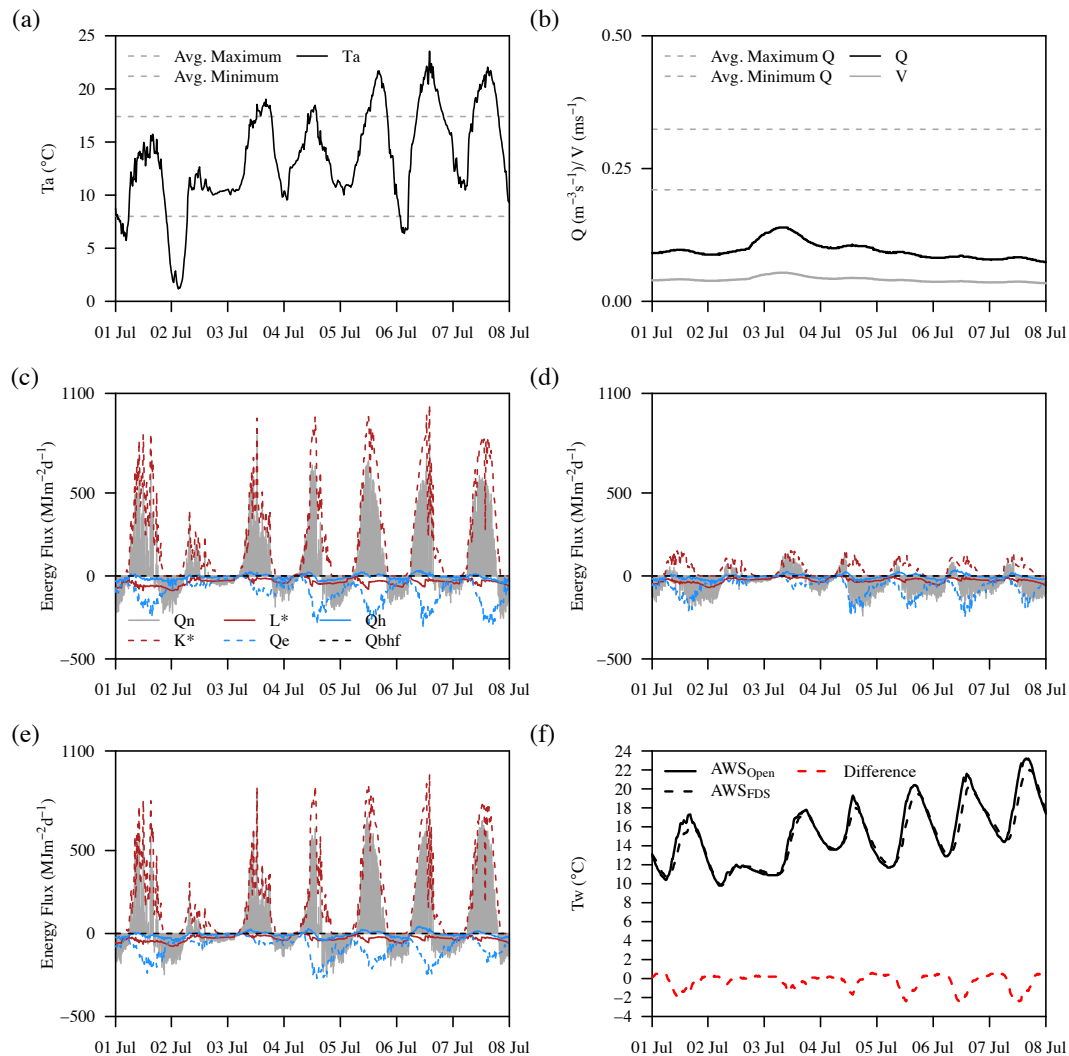 (a)
25
20
15
10
5
0
Ta (°C)
Avg. Maximum
Avg. Minimum
Ta
01 Jul 02 Jul 03 Jul 04 Jul 05 Jul 06 Jul 07 Jul 08 Jul
(b)
0.50
0.25
0.00
Q (m⁻³s⁻¹)/ V (ms⁻¹)
Avg. Maximum Q
Avg. Minimum Q
Q
V
01 Jul 02 Jul 03 Jul 04 Jul 05 Jul 06 Jul 07 Jul 08 Jul
(c)
1100
500
0
−500
Energy Flux (MJm⁻²d⁻¹)
Qn L* Qh
K* Qe Qbhf
01 Jul 02 Jul 03 Jul 04 Jul 05 Jul 06 Jul 07 Jul 08 Jul
(d)
1100
500
0
−500
Energy Flux (MJm⁻²d⁻¹)
01 Jul 02 Jul 03 Jul 04 Jul 05 Jul 06 Jul 07 Jul 08 Jul
(e)
1100
500
0
−500
Energy Flux (MJm⁻²d⁻¹)
01 Jul 02 Jul 03 Jul 04 Jul 05 Jul 06 Jul 07 Jul 08 Jul
(f)
24
22
20
18
16
14
12
10
8
6
4
2
0
−2
−4
Tw (°C)
AWS_Open
AWS_FDS
Difference
01 Jul 02 Jul 03 Jul 04 Jul 05 Jul 06 Jul 07 Jul 08 Jul